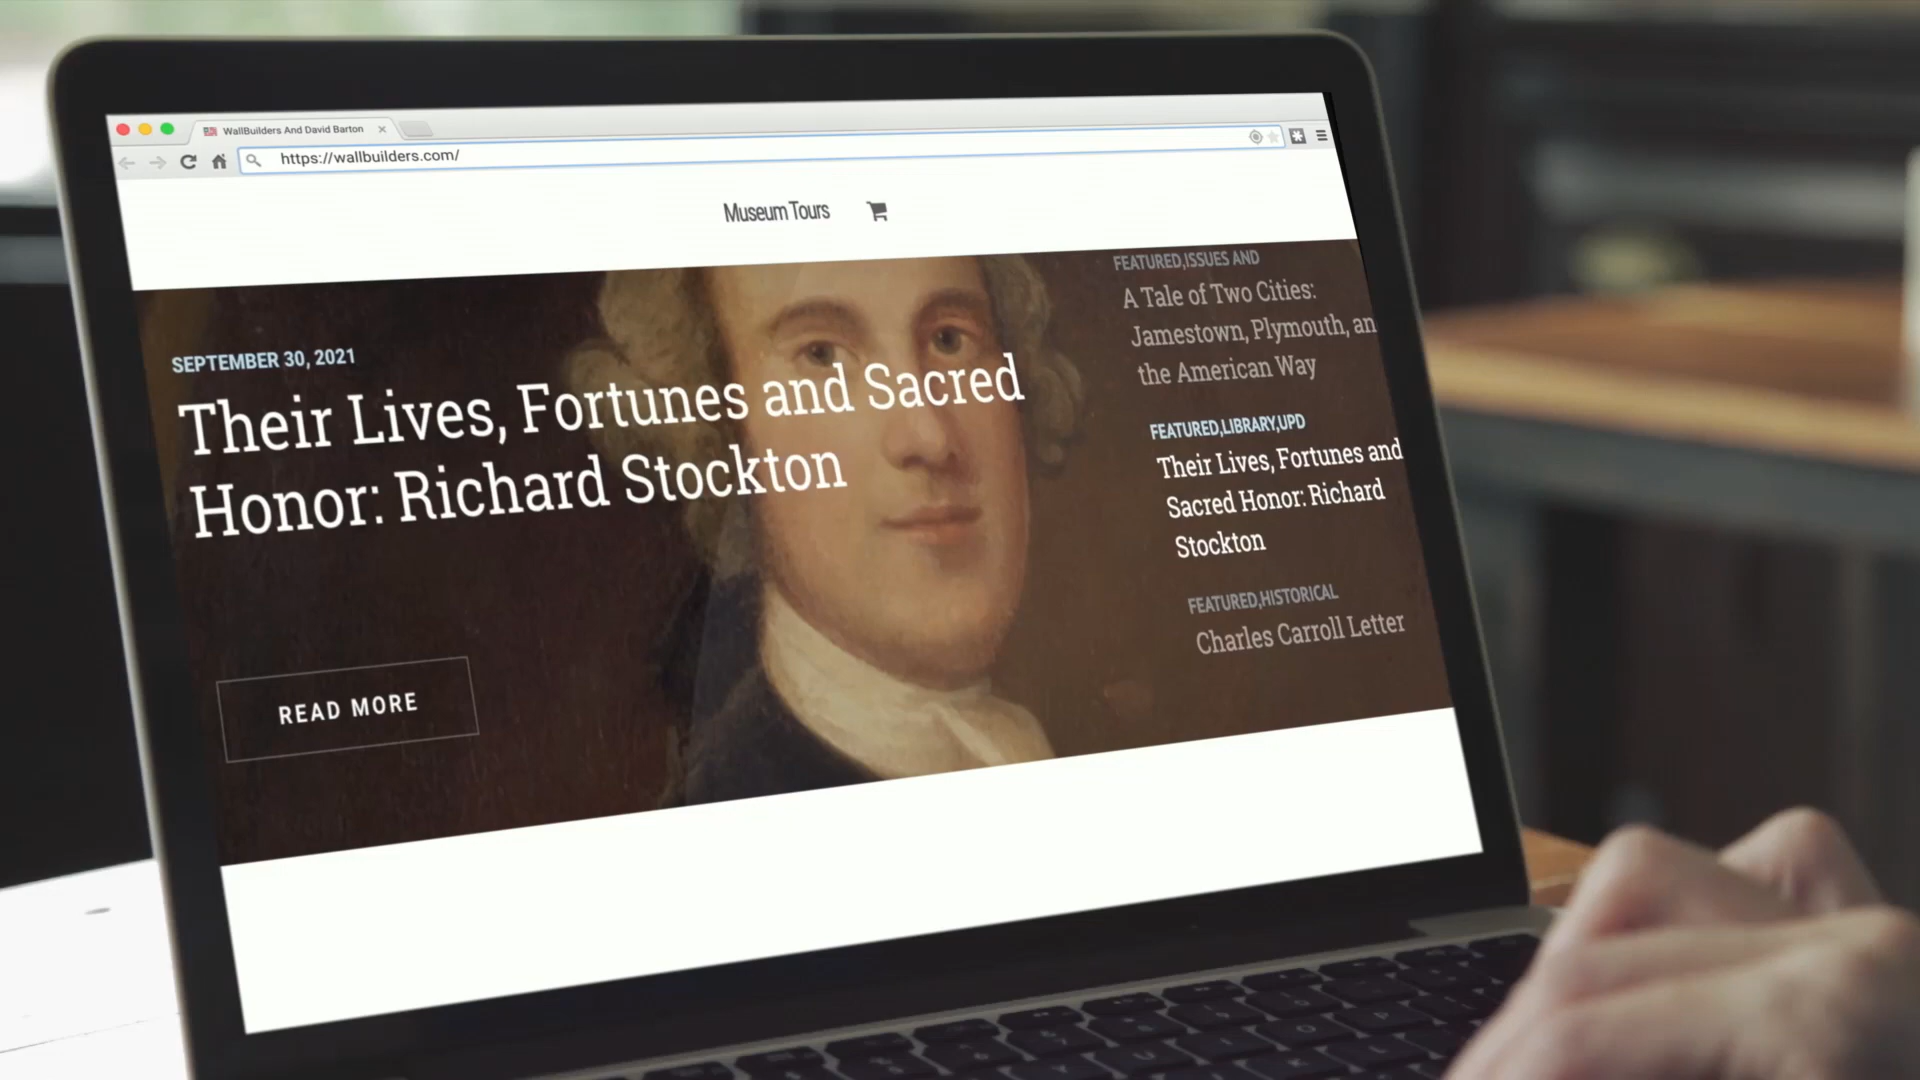 WallBuilders And David Barton
https://wallbuilders.com/
Museum Tours
SEPTEMBER 30, 2021
Their Lives, Fortunes and Sacred
Honor: Richard Stockton
READ MORE
FEATURED,ISSUES AND
A Tale of Two Cities:
Jamestown, Plymouth, an
the American Way
FEATURED,LIBRARY,UPD
Their Lives, Fortunes and
Sacred Honor: Richard
Stockton
FEATURED,HISTORICAL
Charles Carroll Letter